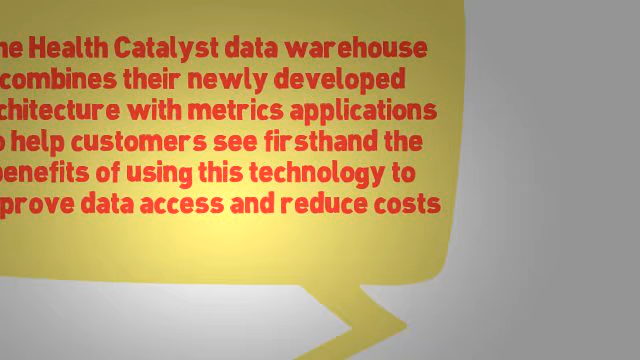 he Health Catalyst data warehouse
combines their newly developed
chitecture with metrics applications
o help customers see firsthand the
enefits of using this technology to
prove data access and reduce costs